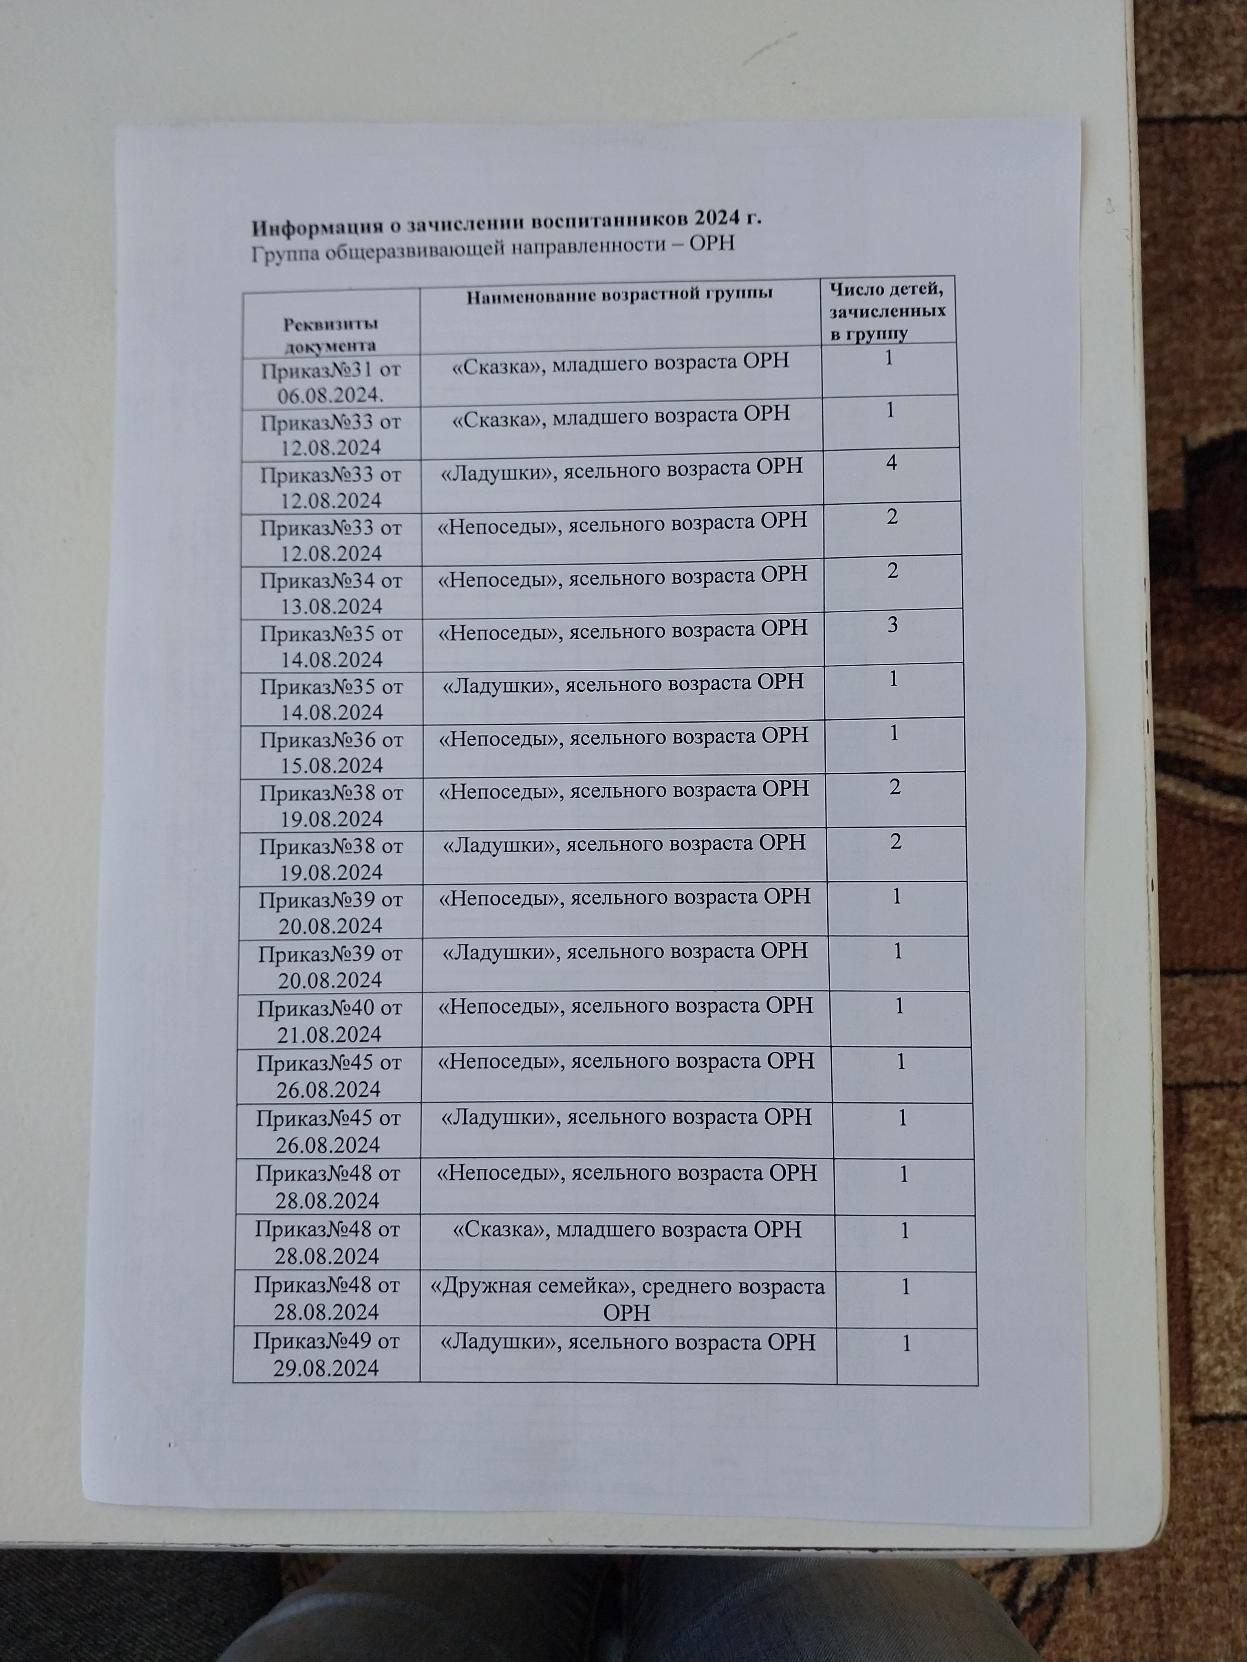 Информация о зачислении воспитанников 2024 г.
Группа общеразвивающей направленности – ОРН
Реквизиты
документа
Наименование возрастной группы
Число детей,
зачисленных
в группу
Приказ№31 от
06.08.2024.
«Сказка», младшего возраста ОРН
1
Приказ№33 от
12.08.2024
«Сказка», младшего возраста ОРН
1
Приказ№33 от
12.08.2024
«Ладушки», ясельного возраста ОРН
4
Приказ№33 от
12.08.2024
«Непоседы», ясельного возраста ОРН
2
Приказ№34 от
13.08.2024
«Непоседы», ясельного возраста ОРН
2
Приказ№35 от
14.08.2024
«Непоседы», ясельного возраста ОРН
3
Приказ№35 от
14.08.2024
«Ладушки», ясельного возраста ОРН
1
Приказ№36 от
15.08.2024
«Непоседы», ясельного возраста ОРН
1
Приказ№38 от
19.08.2024
«Непоседы», ясельного возраста ОРН
2
Приказ№38 от
19.08.2024
«Ладушки», ясельного возраста ОРН
2
Приказ№39 от
20.08.2024
«Непоседы», ясельного возраста ОРН
1
Приказ№39 от
20.08.2024
«Ладушки», ясельного возраста ОРН
1
Приказ№40 от
21.08.2024
«Непоседы», ясельного возраста ОРН
1
Приказ№45 от
26.08.2024
«Непоседы», ясельного возраста ОРН
1
Приказ№45 от
26.08.2024
«Ладушки», ясельного возраста ОРН
1
Приказ№48 от
28.08.2024
«Непоседы», ясельного возраста ОРН
1
Приказ№48 от
28.08.2024
«Сказка», младшего возраста ОРН
1
Приказ№48 от
28.08.2024
«Дружная семейка», среднего возраста
ОРН
1
Приказ№49 от
29.08.2024
«Ладушки», ясельного возраста ОРН
1